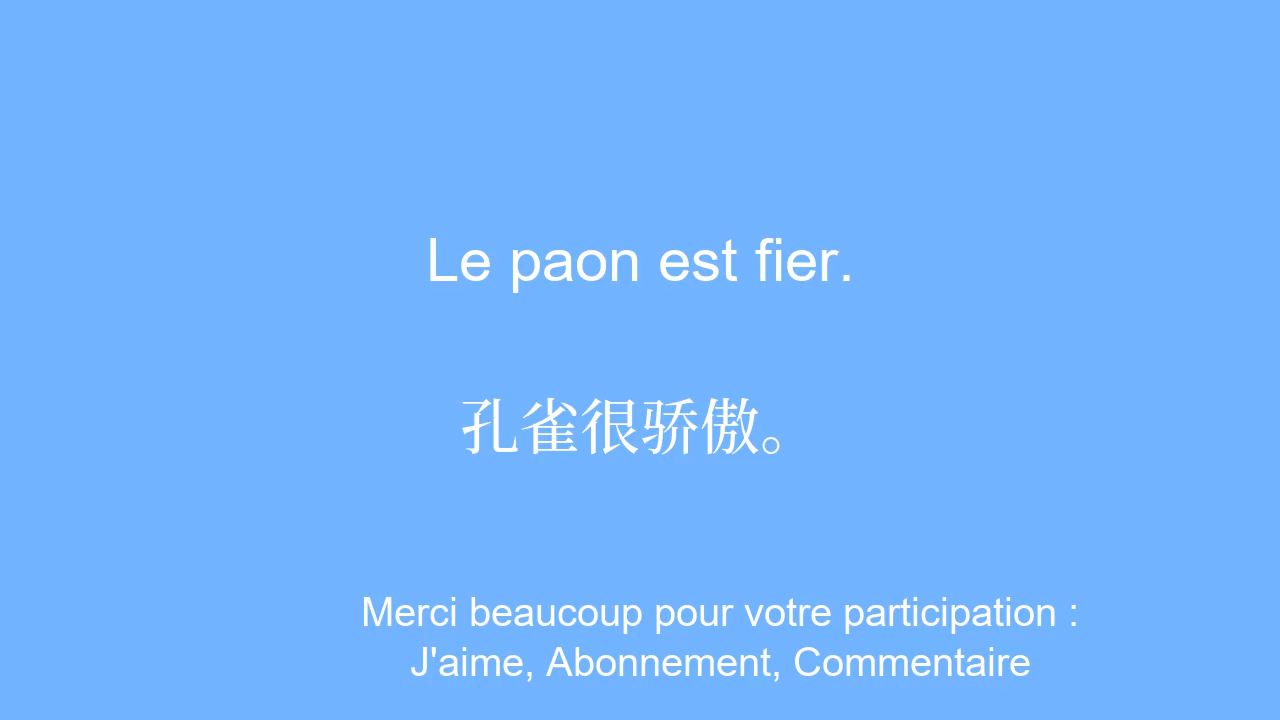 Le paon est fier.
孔雀很骄傲。
Merci beaucoup pour votre participation :
J'aime, Abonnement, Commentaire